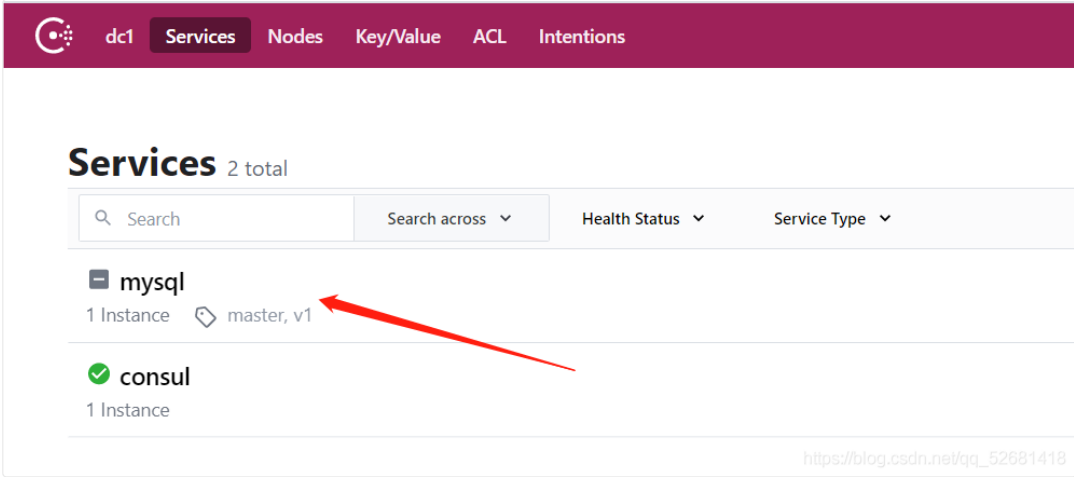 dc1 Services Nodes Key/Value ACL Intentions
Services 2 total
Search Search across Health Status Service Type
mysql
1 Instance master, v1
consul
1 Instance
https://blog.csdn.net/qq_52681418